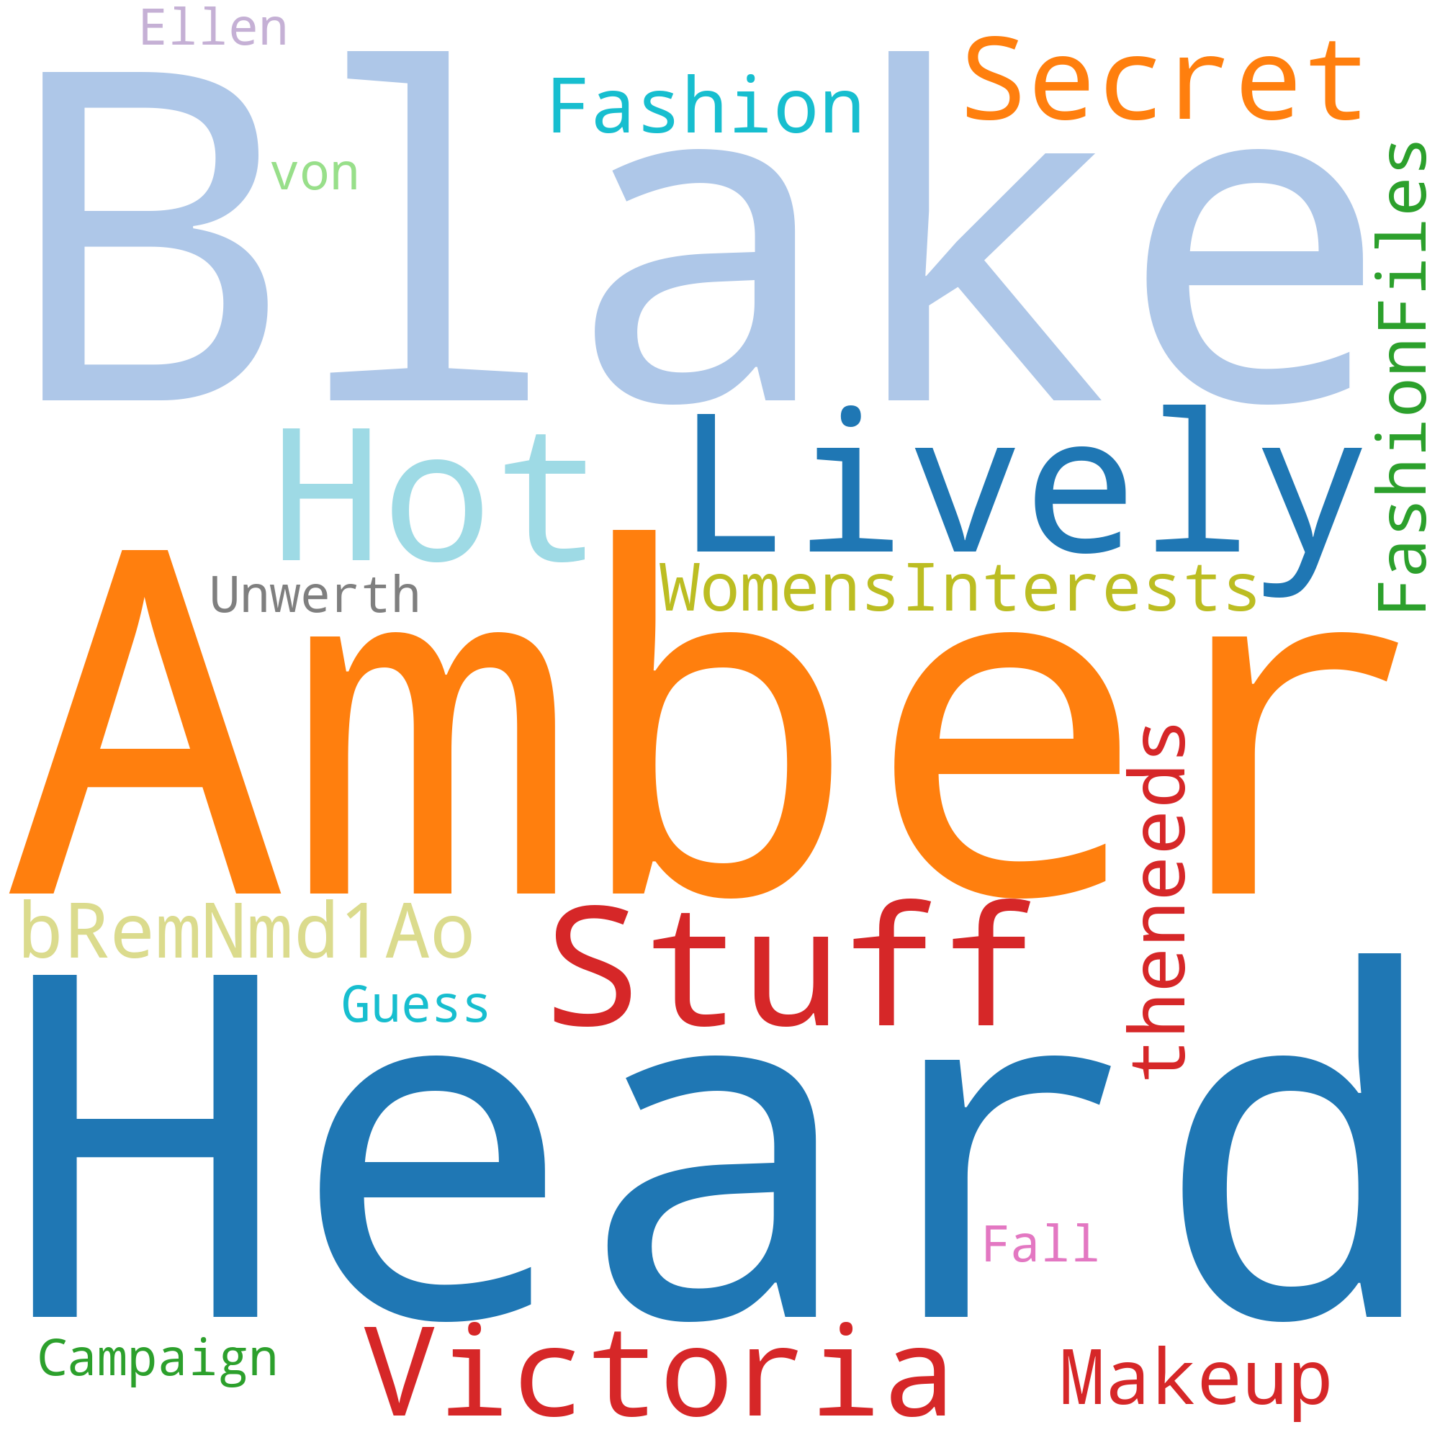 Ellen
Secret
Blake
Fashion
von
FashionFiles
Lively
Hot
WomensInterests
Unwerth
Amber
theneeds
Stuff
bRemNmd1Ao
Guess
Heard
Fall
Victoria
Campaign
Makeup